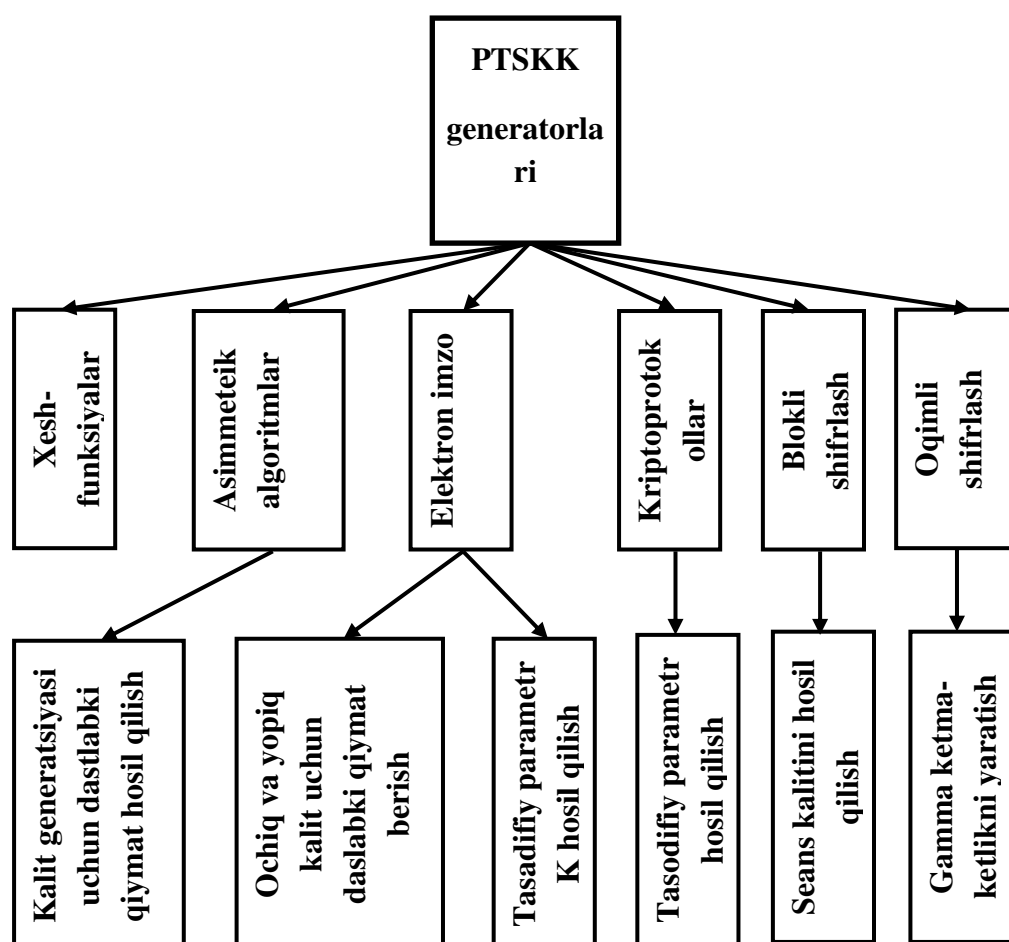 PTSKK
generatorla
ri
Xesh-
funksiyalar
Asimmeteik
algoritmlar
Elektron imzo
Kriptoprotok
ollar
Blokli
shifrlash
Oqimli
shifrlash
Kalit generatsiyasi
uchun dastlabki
qiymat hosil qilish
Ochiq va yopiq
kalit uchun
daslabki qiymat
berish
Tasadifiy parametr
K hosil qilish
Tasodifiy parametr
hosil qilish
Seans kalitini hosil
qilish
Gamma ketma-
ketlikni yaratish